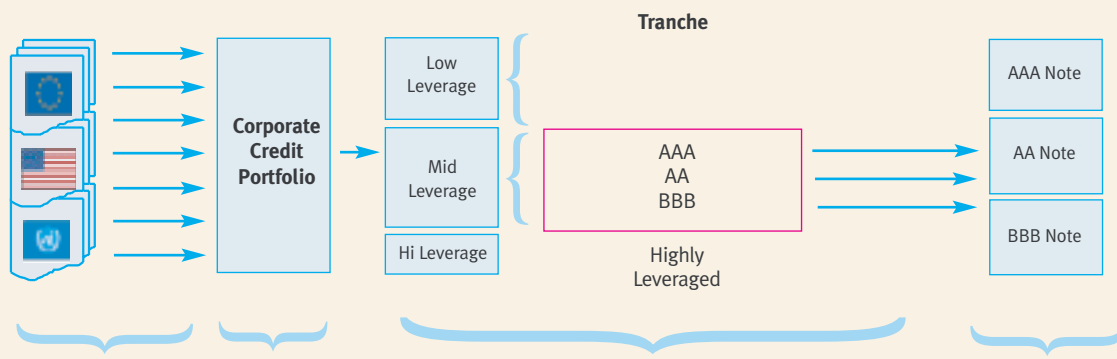 Tranche
Low
Leverage
Corporate
Credit
Portfolio
Mid
Leverage
Hi Leverage
AAA
AA
BBB
Highly
Leveraged
AAA Note
AA Note
BBB Note